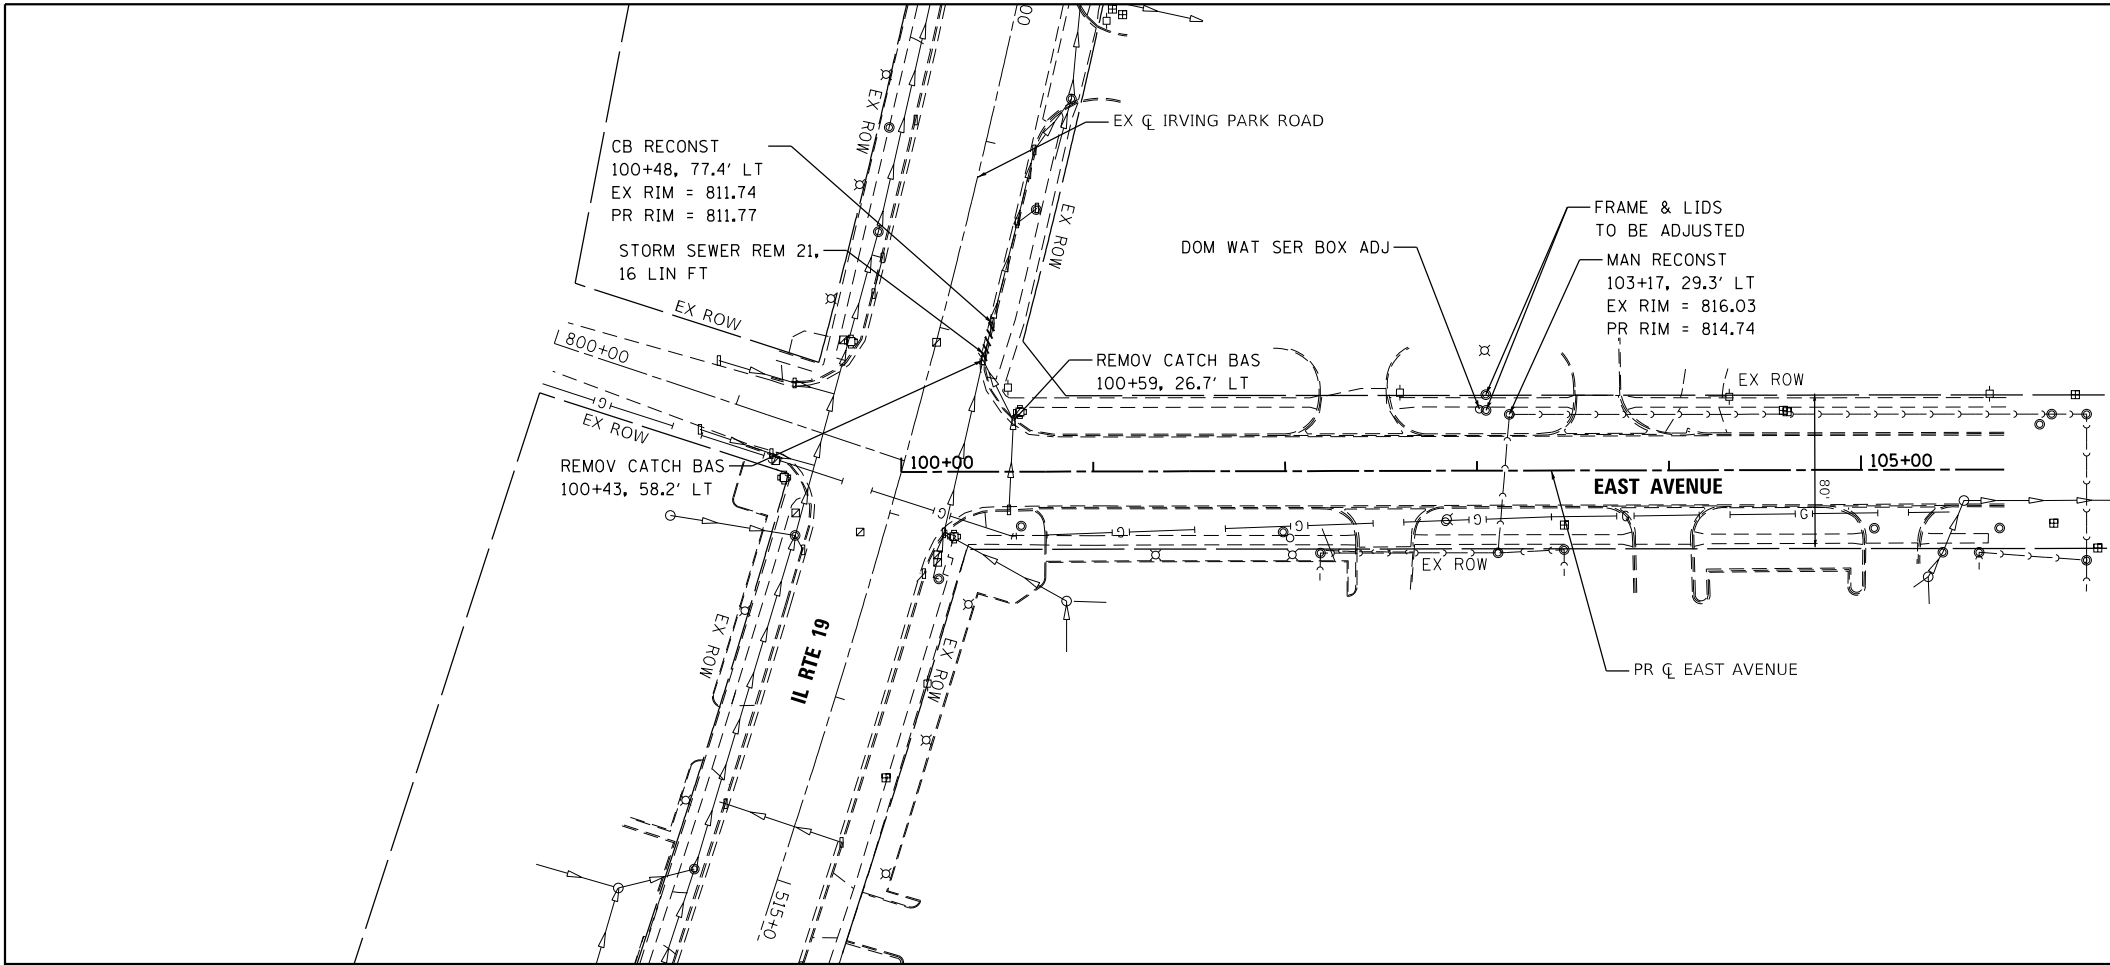 00
EX ROW
EX ℄ IRVING PARK ROAD
CB RECONST
100+48, 77.4' LT
EX RIM = 811.74
PR RIM = 811.77
STORM SEWER REM 21,
16 LIN FT
EX ROW
FRAME & LIDS
TO BE ADJUSTED
DOM WAT SER BOX ADJ
MAN RECONST
103+17, 29.3' LT
EX RIM = 816.03
PR RIM = 814.74
EX ROW
800+00
REMOV CATCH BAS
100+59, 26.7' LT
EX ROW
G
EX ROW
REMOV CATCH BAS
100+43, 58.2' LT
100+00
105+00
EAST AVENUE
80'
G
G
G
G
G
G
EX ROW
EX ROW
IL RTE 19
EX ROW
PR ℄ EAST AVENUE
515+0